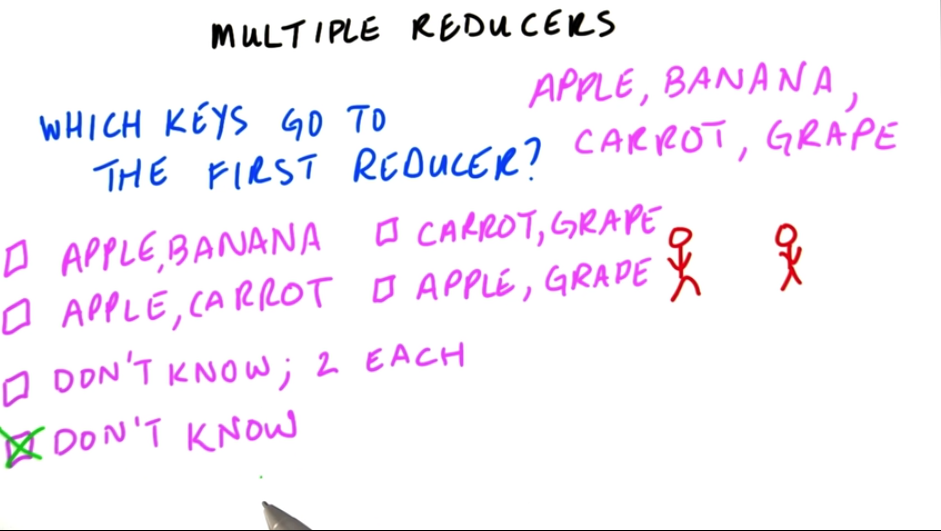 MULTIPLE REDUCERS
APPLE, BANANA,
CARROT, GRAPE
WHICH KEYS GO TO
THE FIRST REDUCER?
APPLE, BANANA
CARROT, GRAPE
APPLE, CARROT
APPLE, GRAPE
DON'T KNOW; 2 EACH
DON'T KNOW